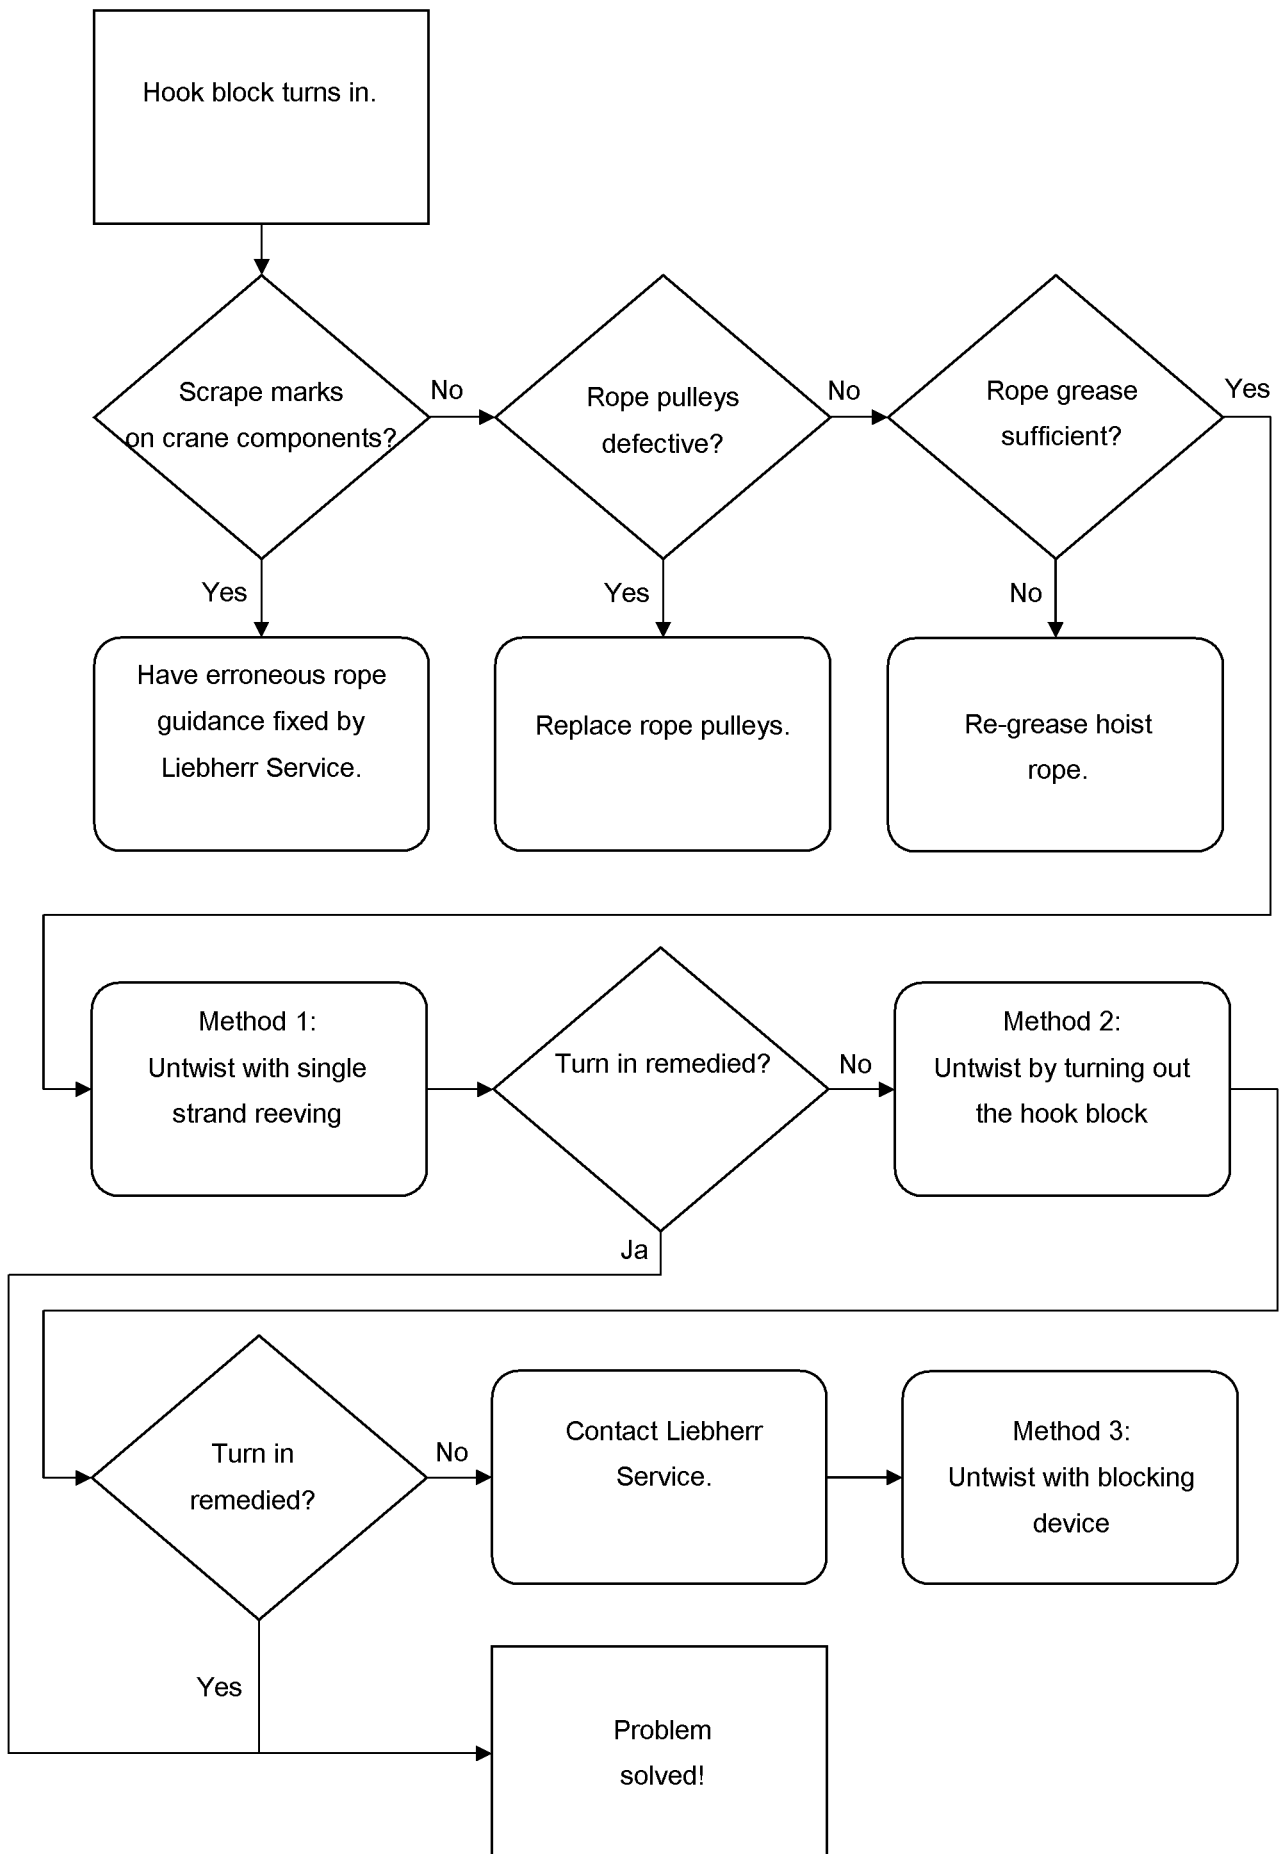 Hook block turns in.
Scrape marks
on crane components?
No
Rope pulleys
defective?
No
Rope grease
sufficient?
Yes
Yes
Yes
No
Have erroneous rope
guidance fixed by
Liebherr Service.
Replace rope pulleys.
Re-grease hoist
rope.
Method 1:
Untwist with single
strand reeving
Turn in remedied?
No
Method 2:
Untwist by turning out
the hook block
Ja
Turn in
remedied?
No
Contact Liebherr
Service.
Method 3:
Untwist with blocking
device
Yes
Problem
solved!